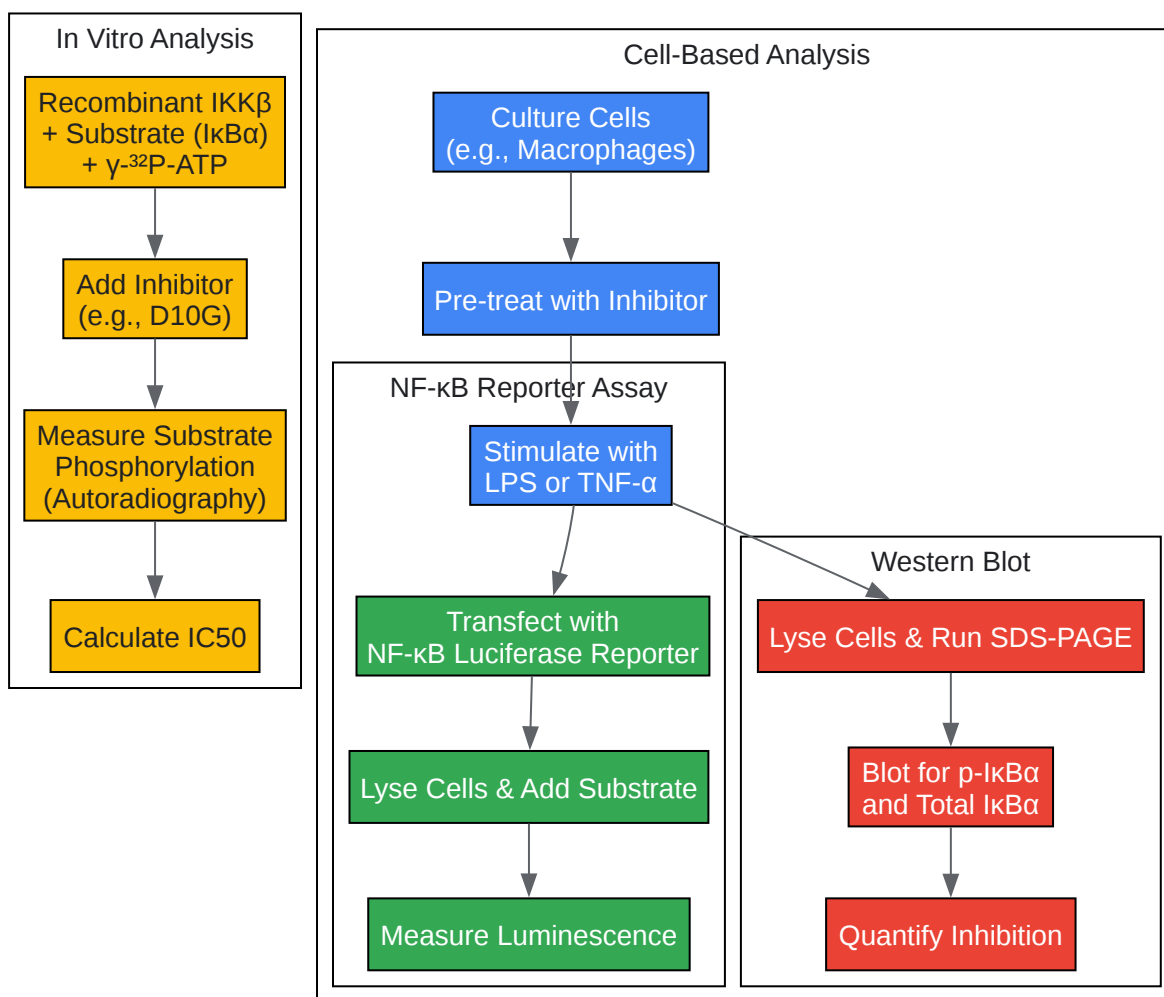 In Vitro Analysis
Recombinant IKKβ
+ Substrate (IκBα)
+ γ-³²P-ATP
Add Inhibitor
(e.g., D10G)
Measure Substrate
Phosphorylation
(Autoradiography)
Calculate IC50
Cell-Based Analysis
Culture Cells
(e.g., Macrophages)
Pre-treat with Inhibitor
NF-κB Reporter Assay
Stimulate with
LPS or TNF-α
Transfect with
NF-κB Luciferase Reporter
Lyse Cells & Add Substrate
Measure Luminescence
Western Blot
Lyse Cells & Run SDS-PAGE
Blot for p-IκBα
and Total IκBα
Quantify Inhibition